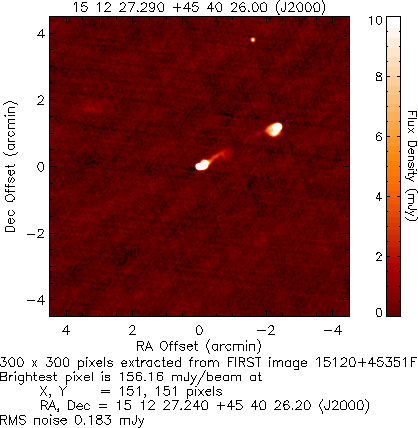 15 12 27.290 +45 40 26.00 (J2000)
10
8
6
4
2
0
Flux Density (mJy)
4
2
0
−2
−4
Dec Offset (arcmin)
4 2 0 −2 −4
RA Offset (arcmin)
300 x 300 pixels extracted from FIRST image 15120+45351F
Brightest pixel is 156.16 mJy/beam at
X, Y = 151, 151 pixels
RA, Dec = 15 12 27.240 +45 40 26.20 (J2000)
RMS noise 0.183 mJy